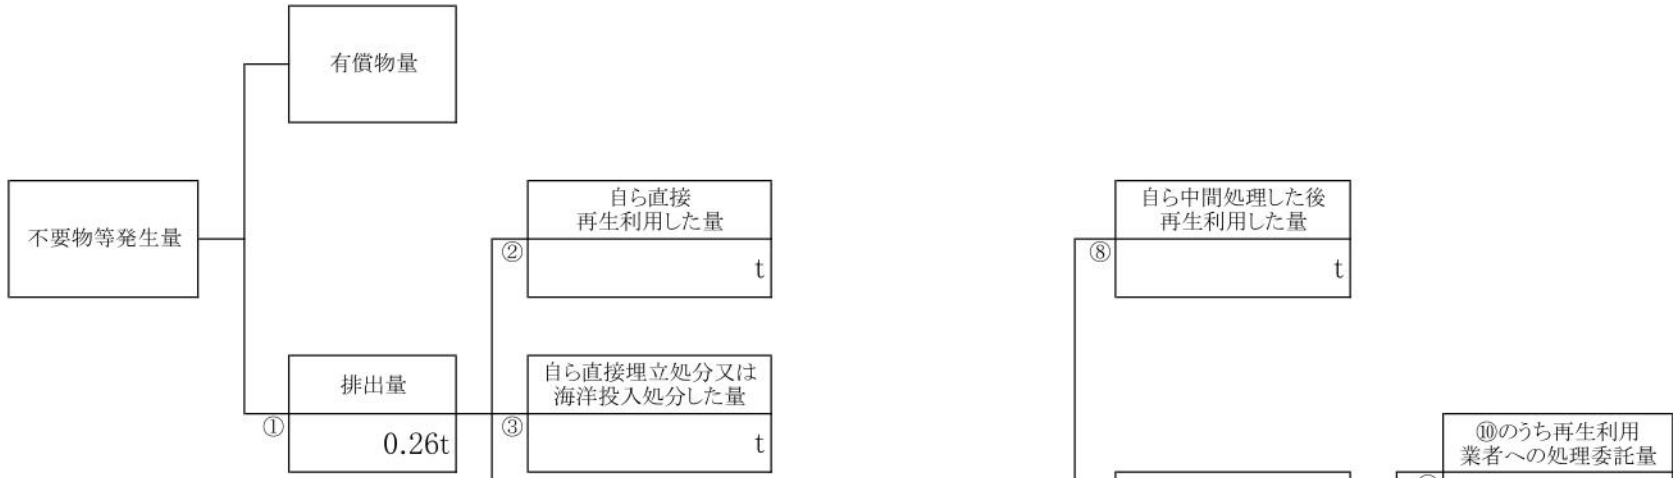 有償物量
不要物等発生量
自ら直接
再生利用した量
②
t
自ら中間処理した後
再生利用した量
⑧
t
排出量
①
0.26t
自ら直接埋立処分又は
海洋投入処分した量
③
t
⑩のうち再生利用
業者への処理委託量